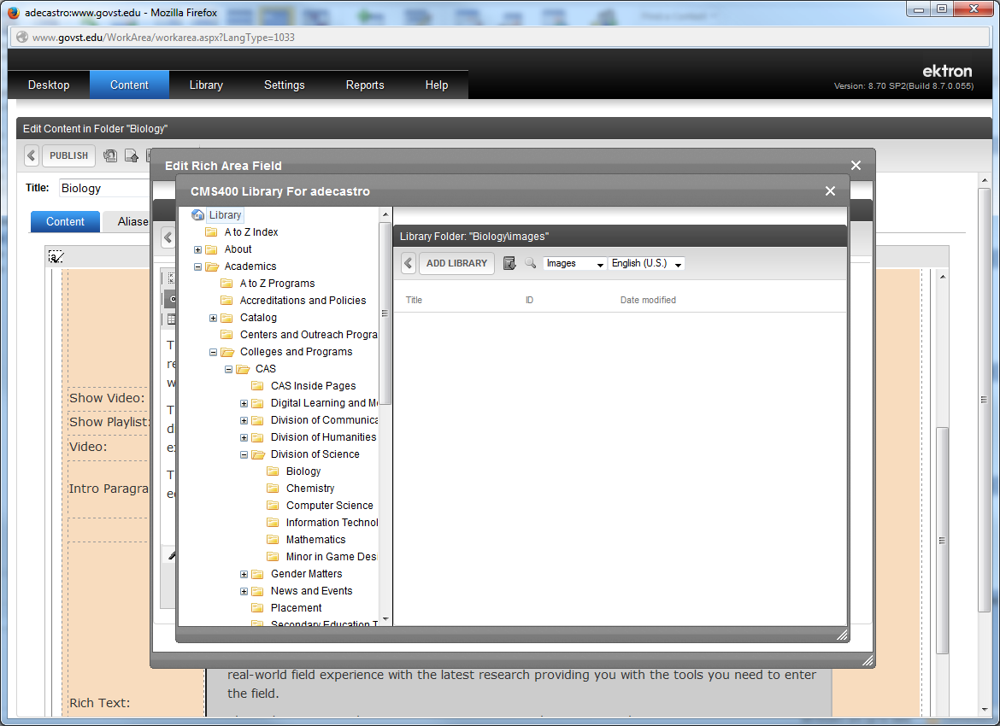 adecastro:www.govst.edu - Mozilla Firefox
www.govst.edu/WorkArea/workarea.aspx?LangType=1033
Desktop
Content
Library
Settings
Reports
Help
ektron
Version: 8.70 SP2(Build 8.7.0.055)
Edit Content in Folder "Biology"
PUBLISH
Title: Biology
Content
Aliase
Edit Rich Area Field
CMS400 Library For adecastro
Library
A to Z Index
About
Academics
A to Z Programs
Accreditations and Policies
Catalog
Centers and Outreach Progra
Colleges and Programs
CAS
CAS Inside Pages
Digital Learning and Me
Division of Communica
Division of Humanities
Division of Science
Biology
Chemistry
Computer Science
Information Technol
Mathematics
Minor in Game Des
Gender Matters
News and Events
Placement
Secondary Education T
Library Folder: "Biology\images"
ADD LIBRARY
Images
English (U.S.)
Title
ID
Date modified
Show Video:
Show Playlist:
Video:
Intro Paragra
Rich Text:
real-world field experience with the latest research providing you with the tools you need to enter
the field.